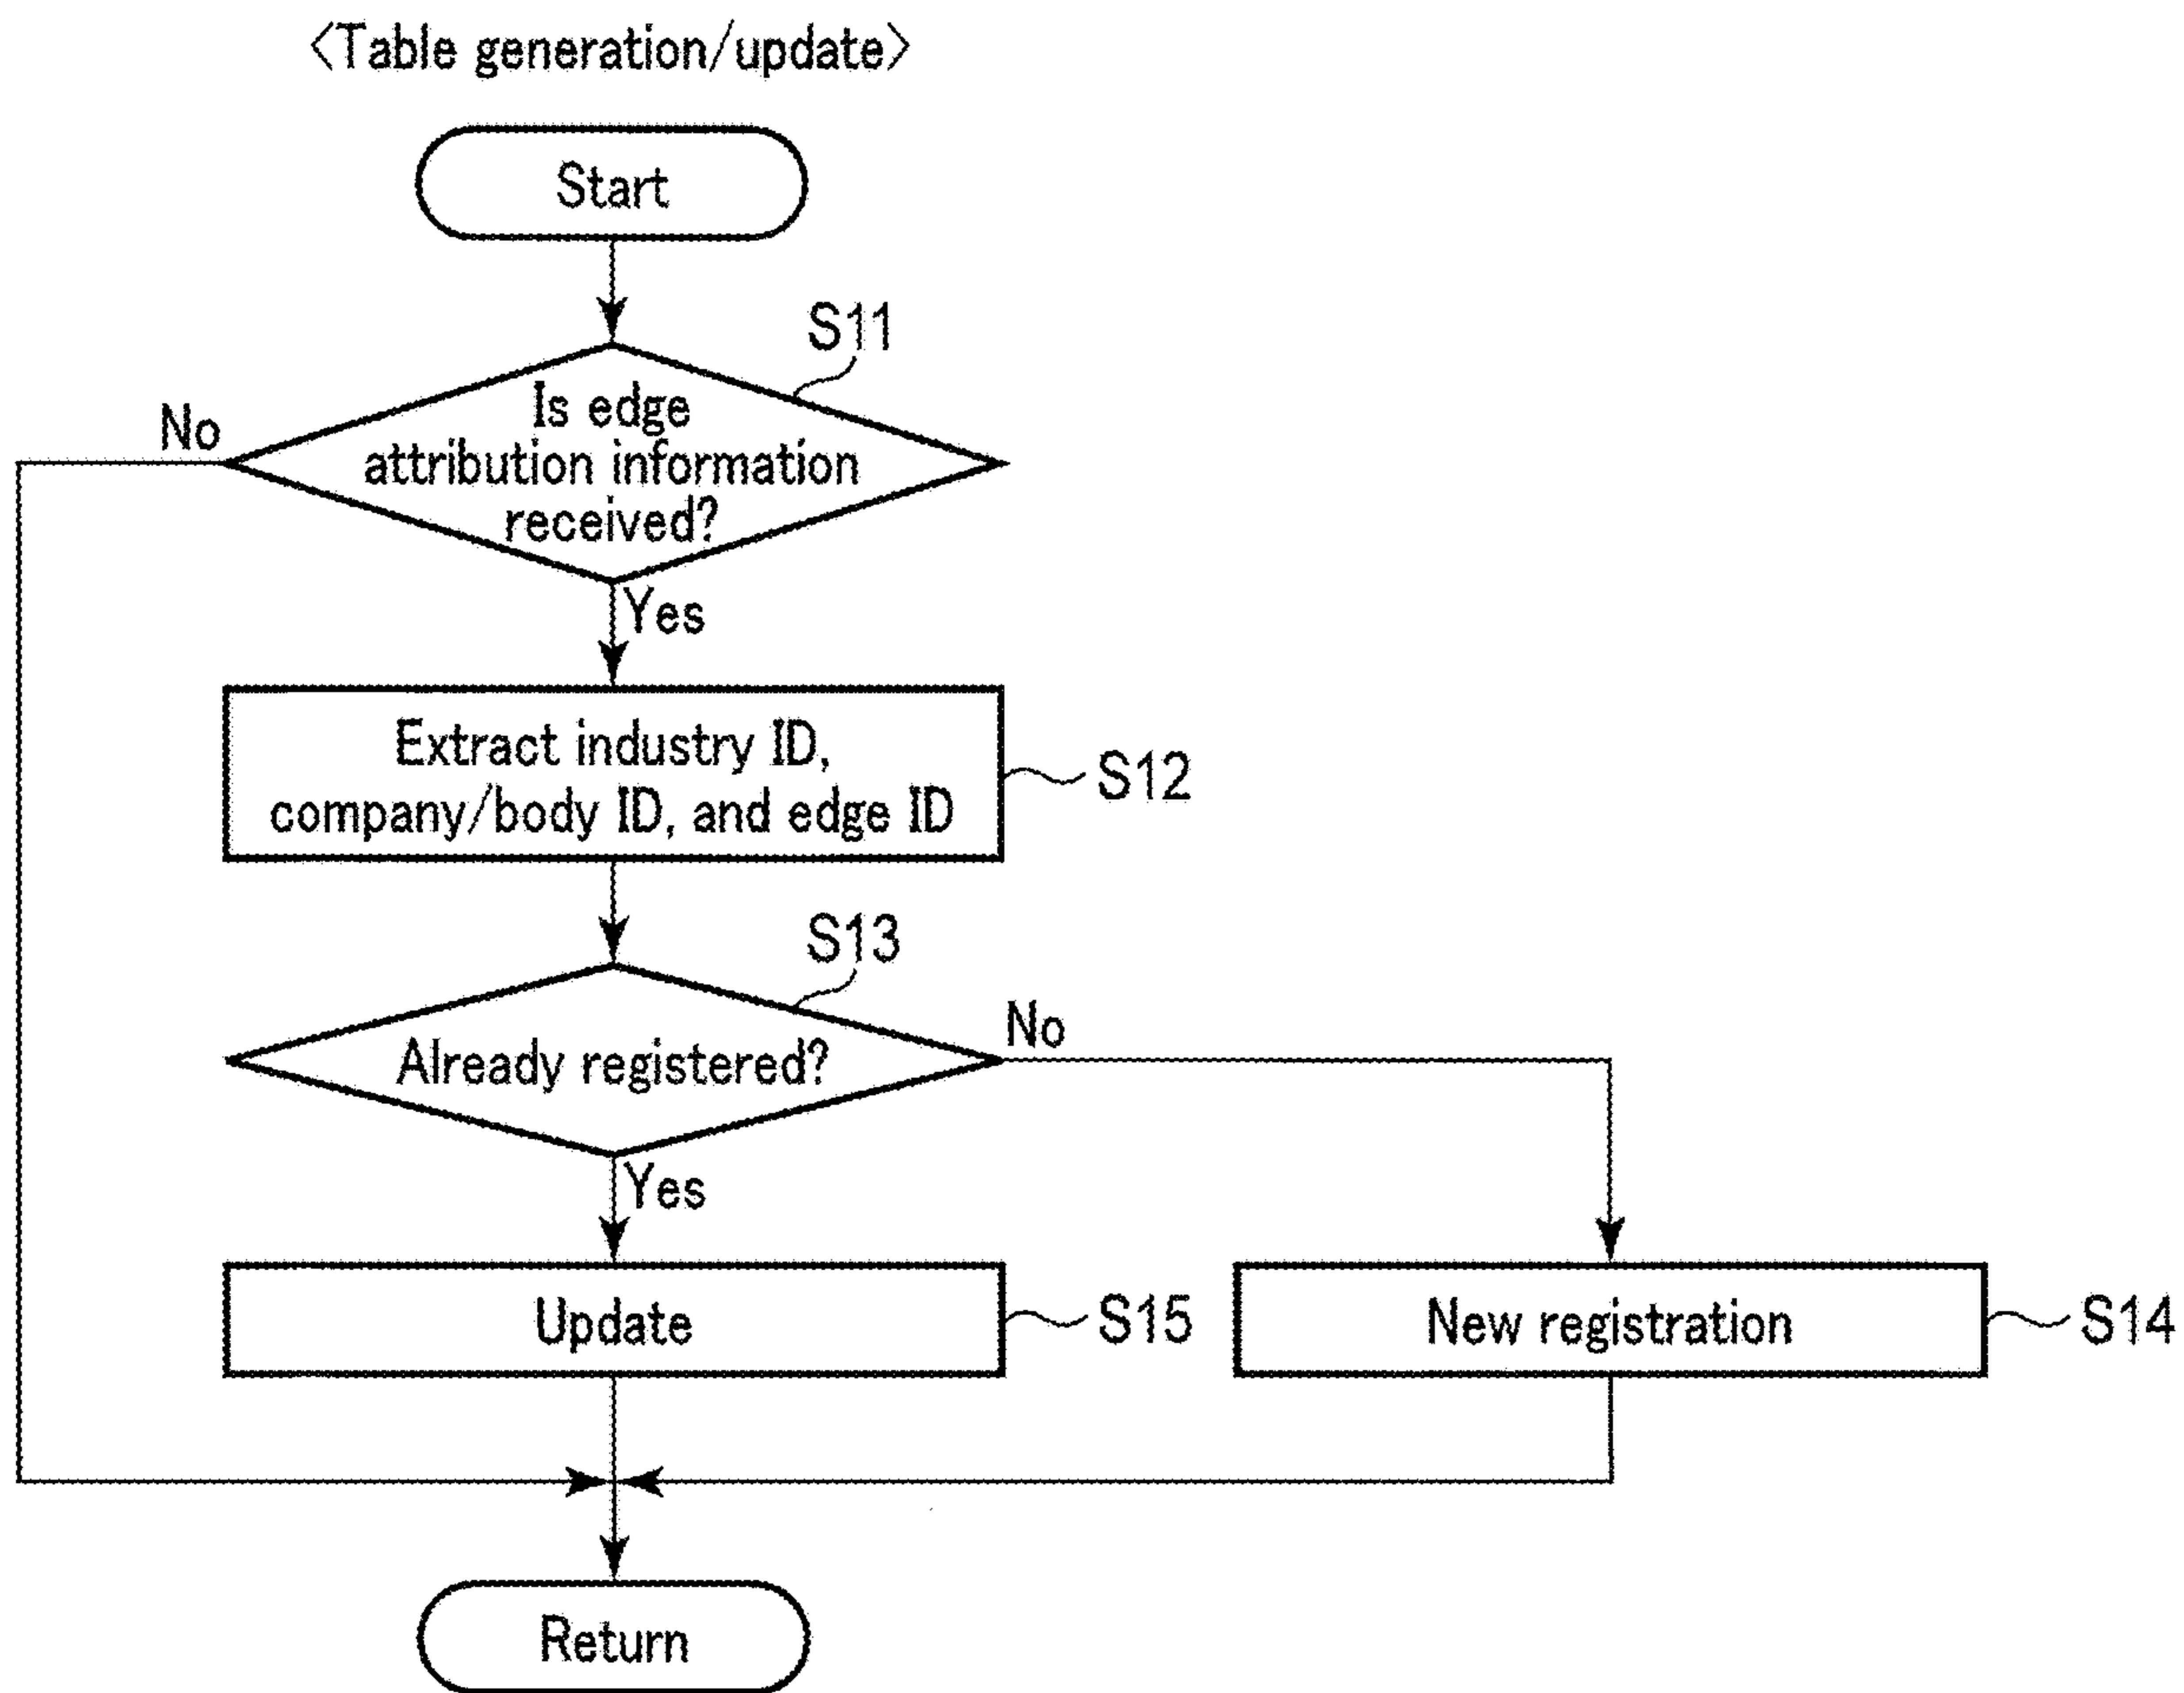 〈Table generation/update〉
Start
S11
Is edge
attribution information
received?
No
Yes
Extract industry ID,
company/body ID, and edge ID
S12
S13
Already registered?
No
Yes
Update
S15
New registration
S14
Return